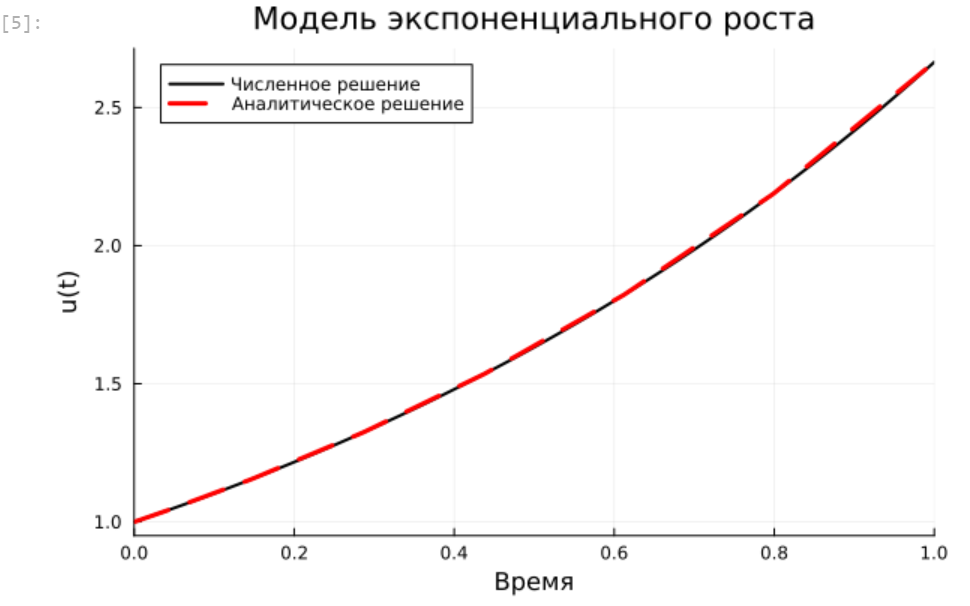 [5]:
Модель экспоненциального роста
Численное решение
Аналитическое решение
2.5
2.0
1.5
1.0
u(t)
0.0 0.2 0.4 0.6 0.8 1.0
Время